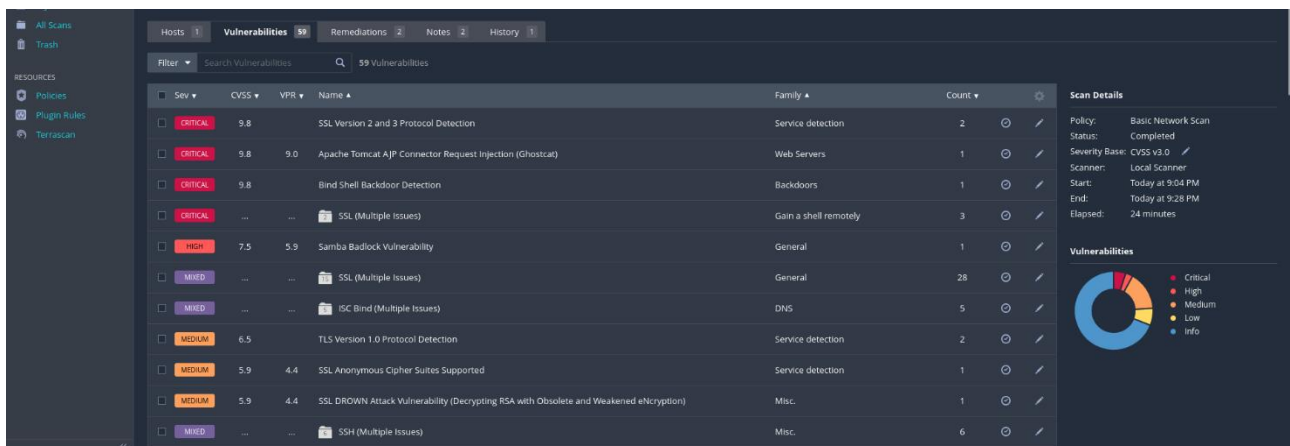 All Scans
Trash
RESOURCES
Policies
Plugin Rules
Terrascan
Hosts 1 Vulnerabilities 59 Remediations 2 Notes 2 History 1
Filter Search Vulnerabilities 59 Vulnerabilities
Sev CVSS VPR Name Family Count
CRITICAL 9.8 SSL Version 2 and 3 Protocol Detection Service detection 2
CRITICAL 9.8 9.0 Apache Tomcat AJP Connector Request Injection (Ghostcat) Web Servers 1
CRITICAL 9.8 Bind Shell Backdoor Detection Backdoors 1
CRITICAL ... ... SSL (Multiple Issues) Gain a shell remotely 3
HIGH 7.5 5.9 Samba Badlock Vulnerability General 1
MIXED ... ... SSL (Multiple Issues) General 28
MIXED ... ... 5 ISC Bind (Multiple Issues) DNS 5
MEDIUM 6.5 TLS Version 1.0 Protocol Detection Service detection 2
MEDIUM 5.9 4.4 SSL Anonymous Cipher Suites Supported Service detection 1
MEDIUM 5.9 4.4 SSL DROWN Attack Vulnerability (Decrypting RSA with Obsolete and Weakened eNcryption) Misc. 1
MIXED ... ... SSH (Multiple Issues) Misc. 6
Scan Details
Policy: Basic Network Scan
Status: Completed
Severity Base: CVSS v3.0
Scanner: Local Scanner
Start: Today at 9:04 PM
End: Today at 9:28 PM
Elapsed: 24 minutes
Vulnerabilities
Critical
High
Medium
Low
Info